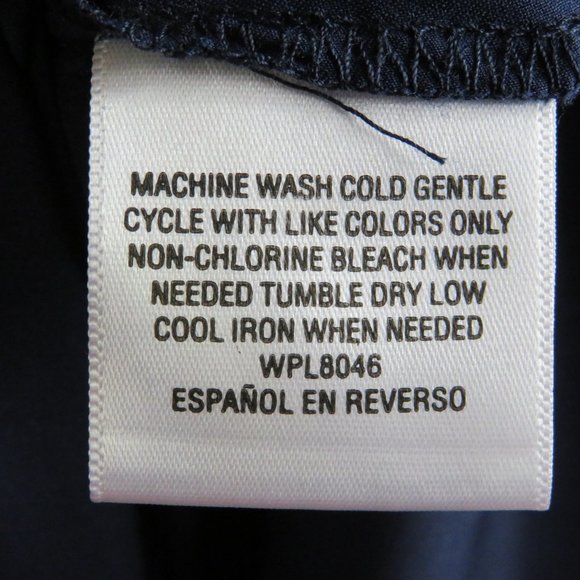 MACHINE WASH COLD GENTLE
CYCLE WITH LIKE COLORS ONLY
NON-CHLORINE BLEACH WHEN
NEEDED TUMBLE DRY LOW
COOL IRON WHEN NEEDED
WPL8046
ESPAÑOL EN REVERSO